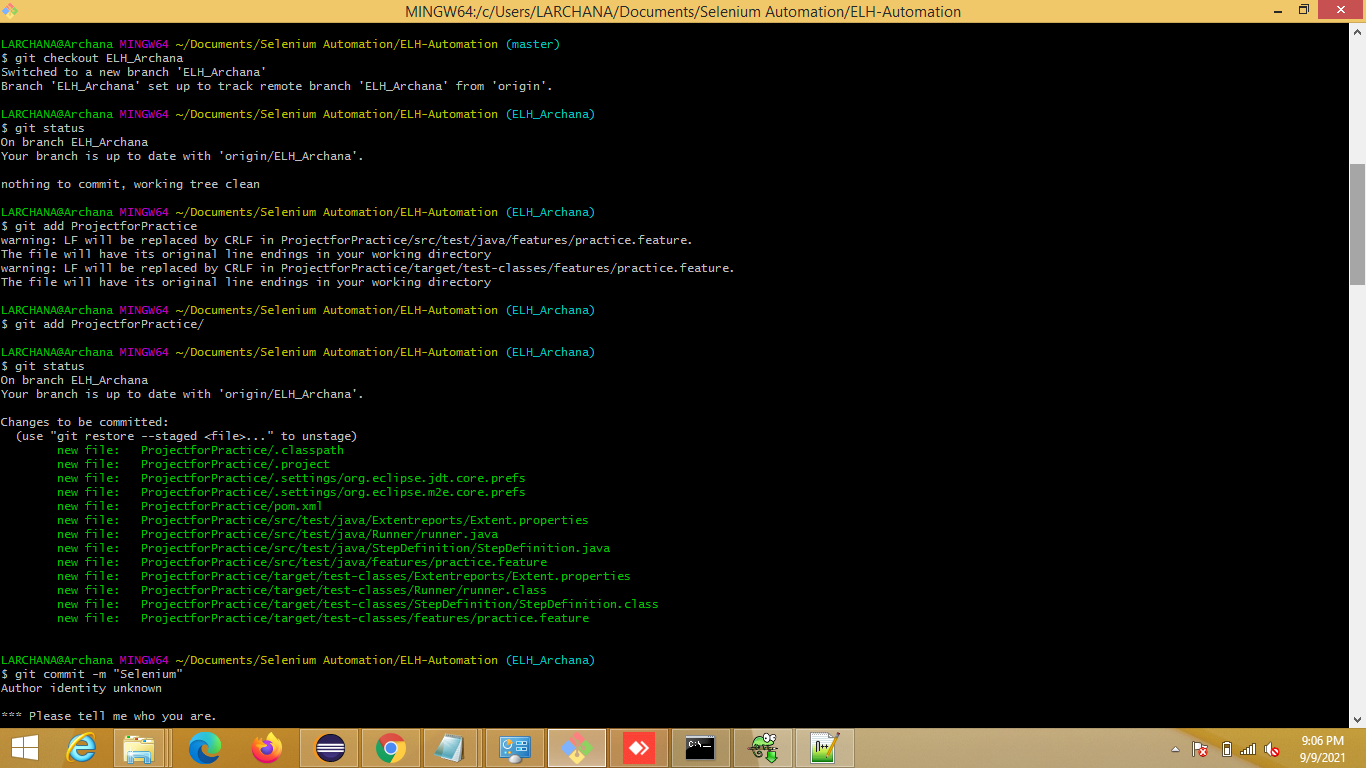 MINGW64:/c/Users/LARCHANA/Documents/Selenium Automation/ELH-Automation
LARCHANA@Archana MINGW64 ~/Documents/Selenium Automation/ELH-Automation (master)
$ git checkout ELH_Archana
Switched to a new branch 'ELH_Archana'
Branch 'ELH_Archana' set up to track remote branch 'ELH_Archana' from 'origin'.
LARCHANA@Archana MINGW64 ~/Documents/Selenium Automation/ELH-Automation (ELH_Archana)
$ git status
On branch ELH_Archana
Your branch is up to date with 'origin/ELH_Archana'.
nothing to commit, working tree clean
LARCHANA@Archana MINGW64 ~/Documents/Selenium Automation/ELH-Automation (ELH_Archana)
$ git add ProjectforPractice
warning: LF will be replaced by CRLF in ProjectforPractice/src/test/java/features/practice.feature.
The file will have its original line endings in your working directory
warning: LF will be replaced by CRLF in ProjectforPractice/target/test-classes/features/practice.feature.
The file will have its original line endings in your working directory
LARCHANA@Archana MINGW64 ~/Documents/Selenium Automation/ELH-Automation (ELH_Archana)
$ git add ProjectforPractice/
LARCHANA@Archana MINGW64 ~/Documents/Selenium Automation/ELH-Automation (ELH_Archana)
$ git status
On branch ELH_Archana
Your branch is up to date with 'origin/ELH_Archana'.
Changes to be committed:
(use "git restore --staged <file>..." to unstage)
new file: ProjectforPractice/.classpath
new file: ProjectforPractice/.project
new file: ProjectforPractice/.settings/org.eclipse.jdt.core.prefs
new file: ProjectforPractice/.settings/org.eclipse.m2e.core.prefs
new file: ProjectforPractice/pom.xml
new file: ProjectforPractice/src/test/java/Extentreports/Extent.properties
new file: ProjectforPractice/src/test/java/Runner/runner.java
new file: ProjectforPractice/src/test/java/StepDefinition/StepDefinition.java
new file: ProjectforPractice/src/test/java/features/practice.feature
new file: ProjectforPractice/target/test-classes/Extentreports/Extent.properties
new file: ProjectforPractice/target/test-classes/Runner/runner.class
new file: ProjectforPractice/target/test-classes/StepDefinition/StepDefinition.class
new file: ProjectforPractice/target/test-classes/features/practice.feature
LARCHANA@Archana MINGW64 ~/Documents/Selenium Automation/ELH-Automation (ELH_Archana)
$ git commit -m "Selenium"
Author identity unknown
*** Please tell me who you are.
9:06 PM
9/9/2021